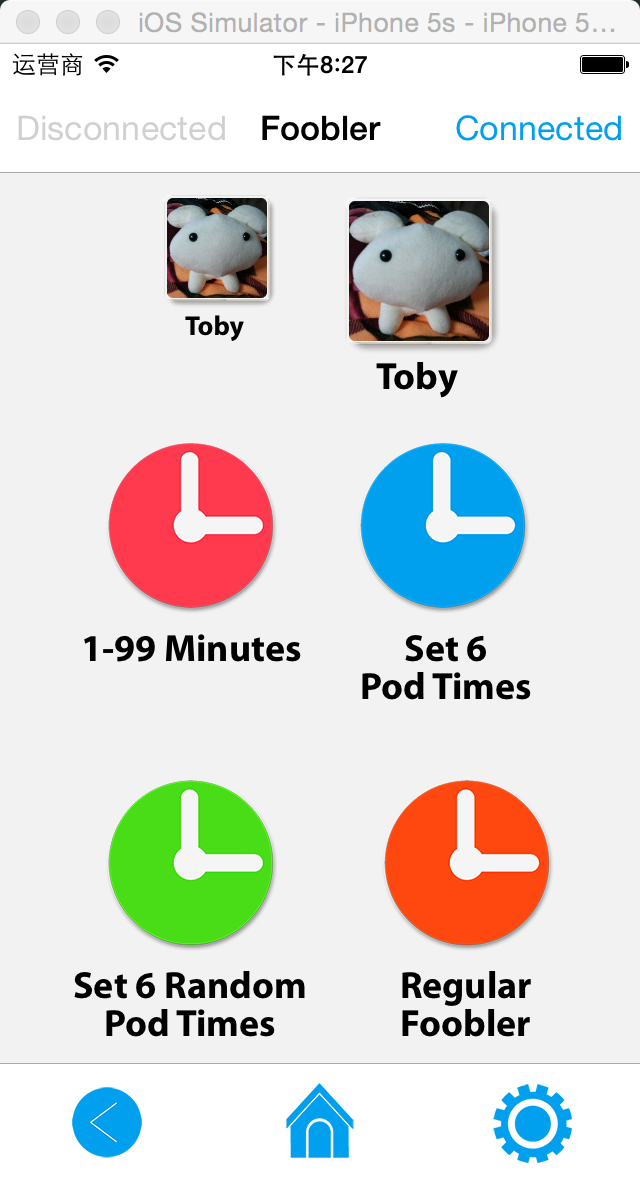 iOS Simulator - iPhone 5s - iPhone 5...
运营商 下午8:27
Disconnected Foobler Connected
Toby
Toby
1-99 Minutes
Set 6
Pod Times
Set 6 Random
Pod Times
Regular
Foobler